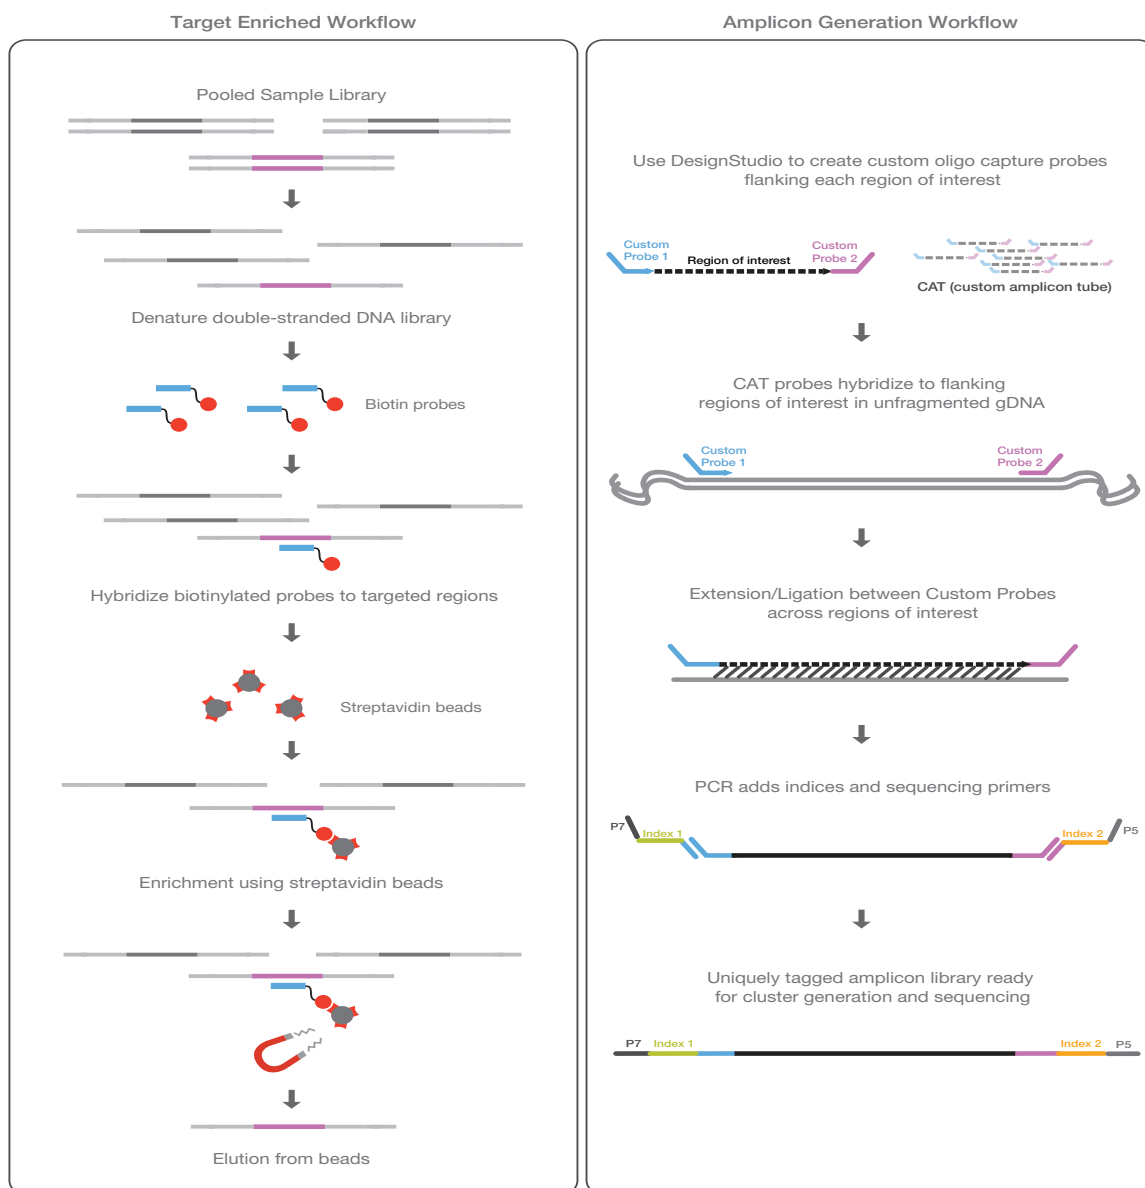 Target Enriched Workflow
Pooled Sample Library
Denature double-stranded DNA library
Biotin probes
Hybridize biotinylated probes to targeted regions
Streptavidin beads
Enrichment using streptavidin beads
Elution from beads
Amplicon Generation Workflow
Use DesignStudio to create custom oligo capture probes
flanking each region of interest
Custom
Probe 1
Region of interest
Custom
Probe 2
CAT (custom amplicon tube)
CAT probes hybridize to flanking
regions of interest in unfragmented gDNA
Custom
Probe 1
Custom
Probe 2
Extension/Ligation between Custom Probes
across regions of interest
PCR adds indices and sequencing primers
P7
Index 1
Index 2
P5
Uniquely tagged amplicon library ready
for cluster generation and sequencing
P7
Index 1
Index 2
P5